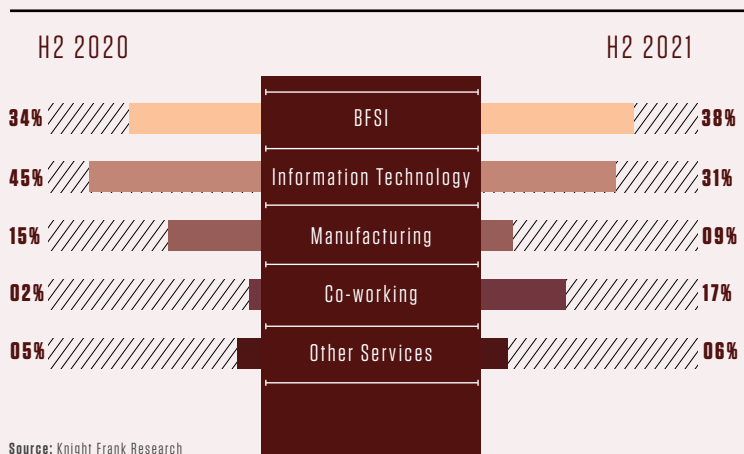 H2 2020 H2 2021
34% BFSI 38%
45% Information Technology 31%
15% Manufacturing 09%
02% Co-working 17%
05% Other Services 06%
Source: Knight Frank Research